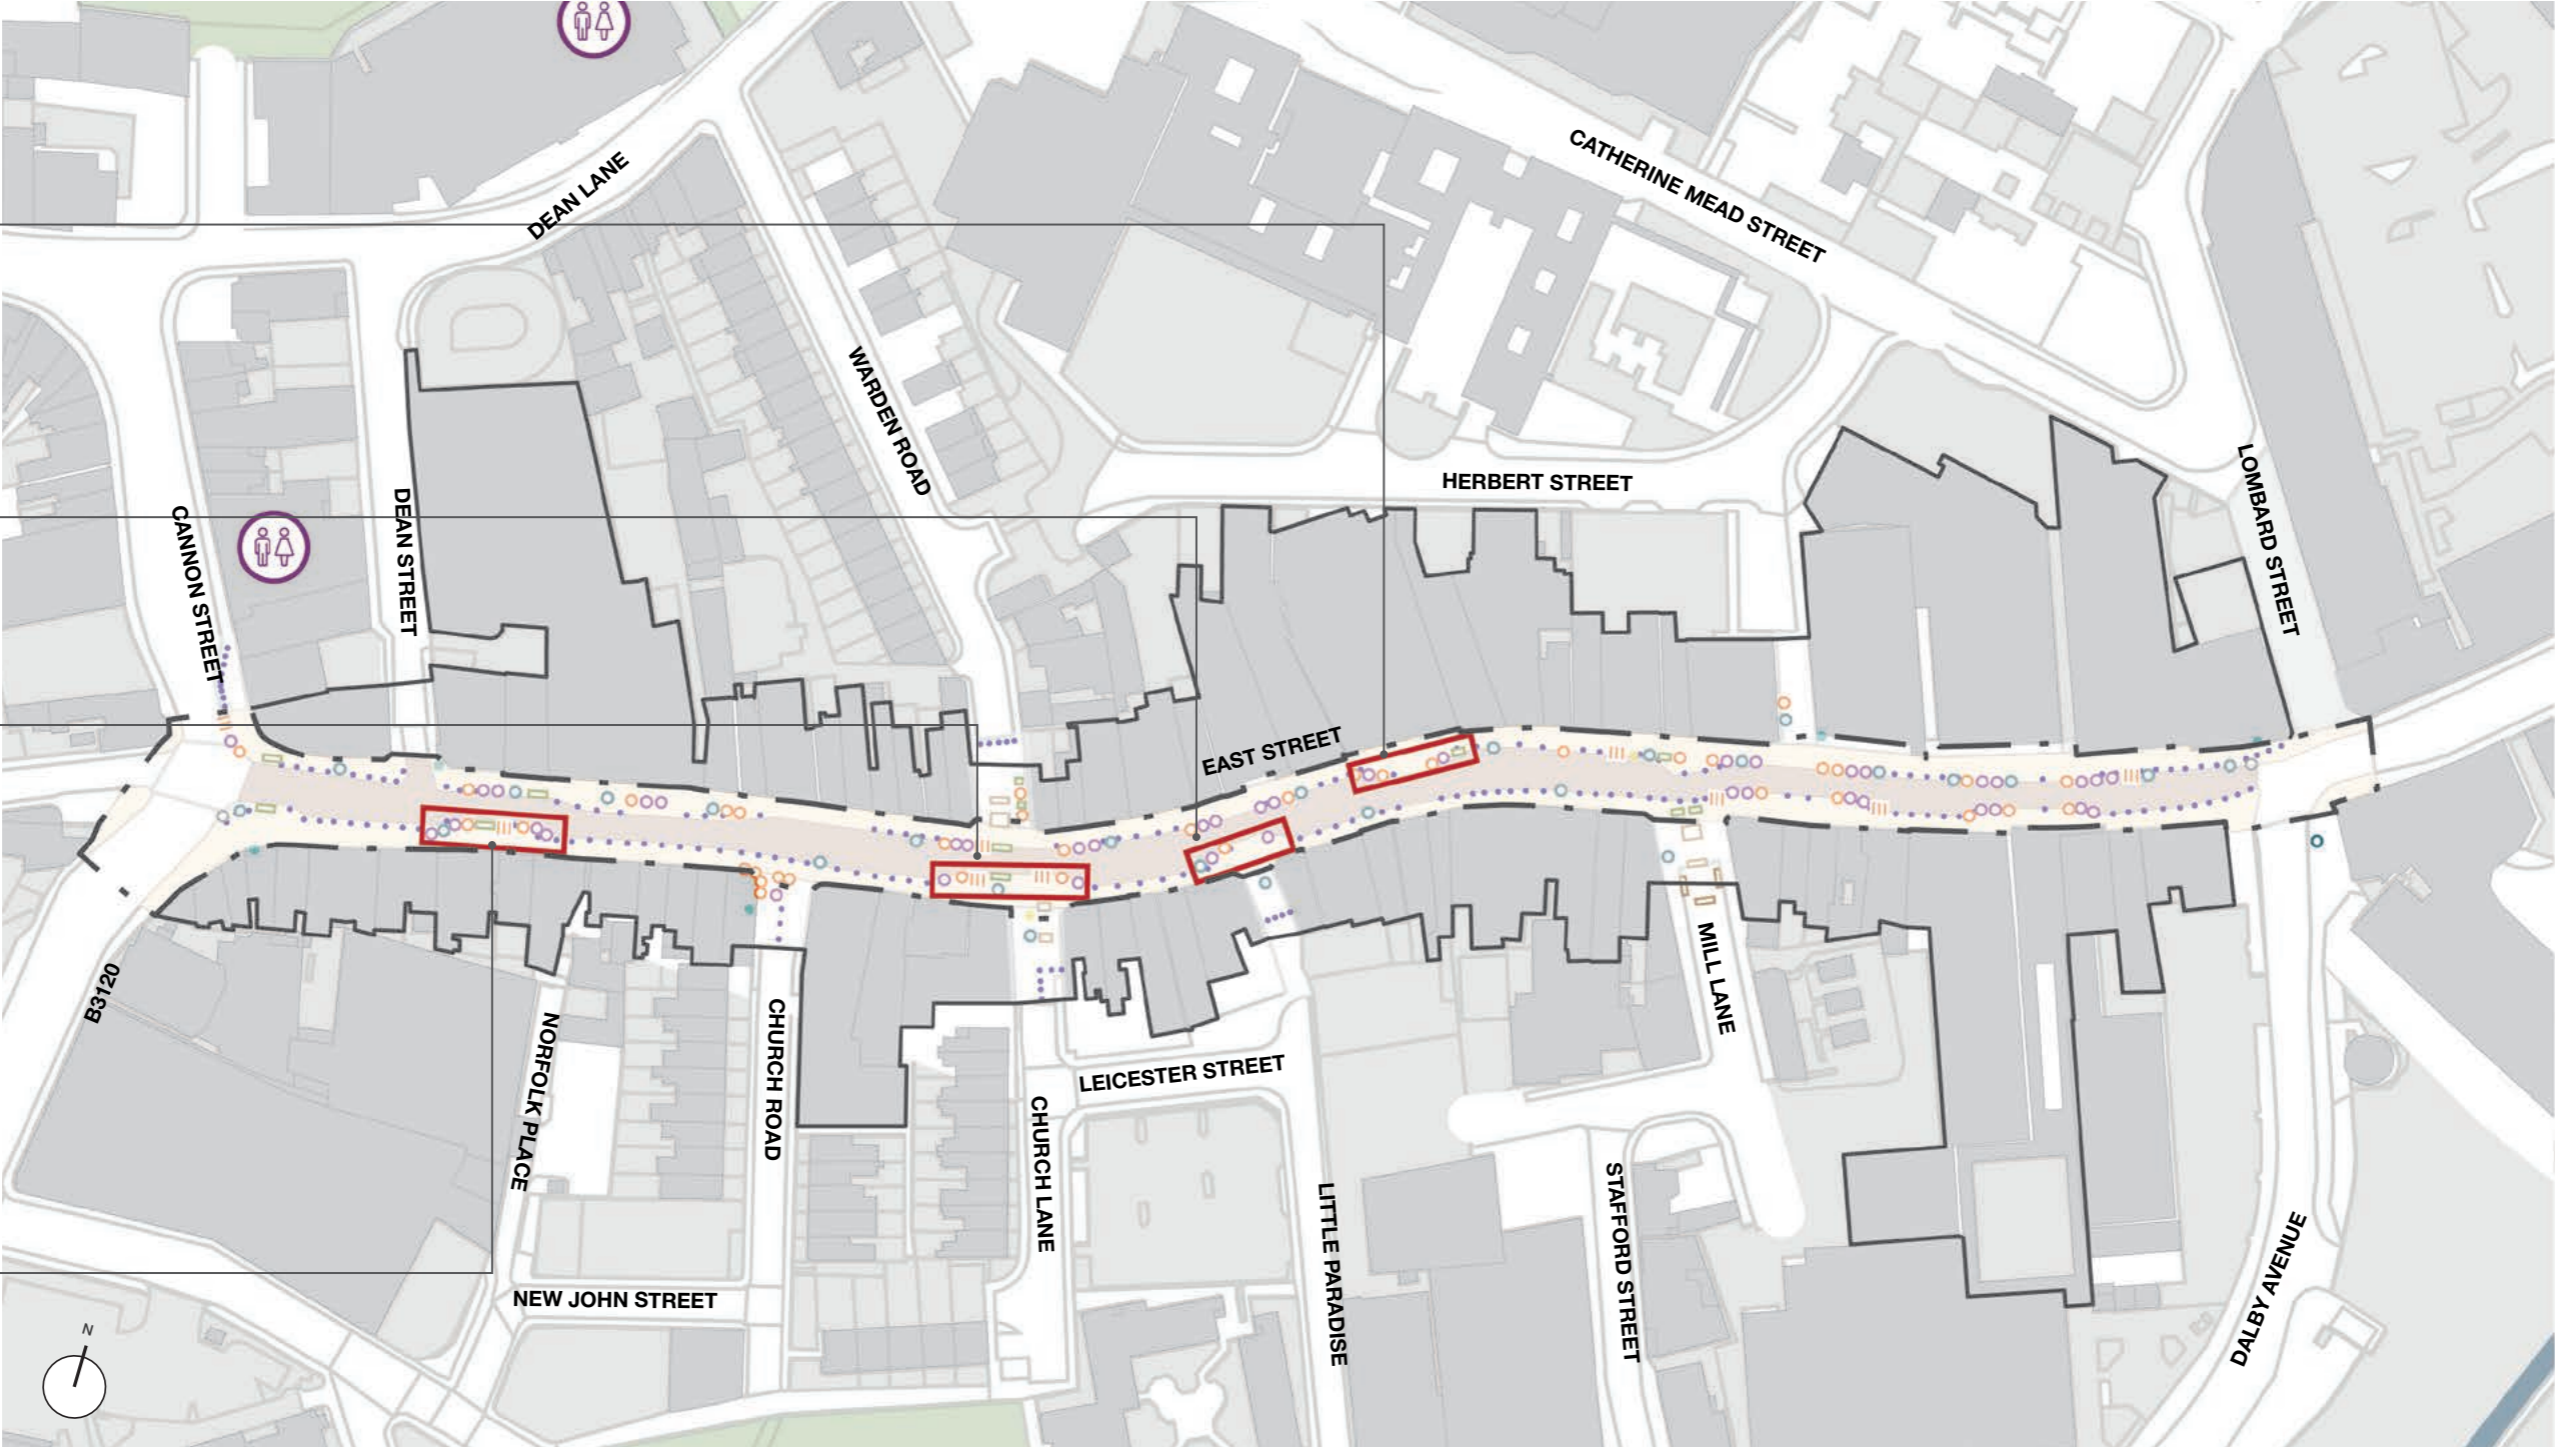 CATHERINE MEAD STREET
DEAN LANE
WARDEN ROAD
HERBERT STREET
LOMBARD STREET
CANNON STREET
DEAN STREET
EAST STREET
B3120
NORFOLK PLACE
CHURCH ROAD
MILL LANE
LEICESTER STREET
CHURCH LANE
LITTLE PARADISE
STAFFORD STREET
DALBY AVENUE
NEW JOHN STREET
N